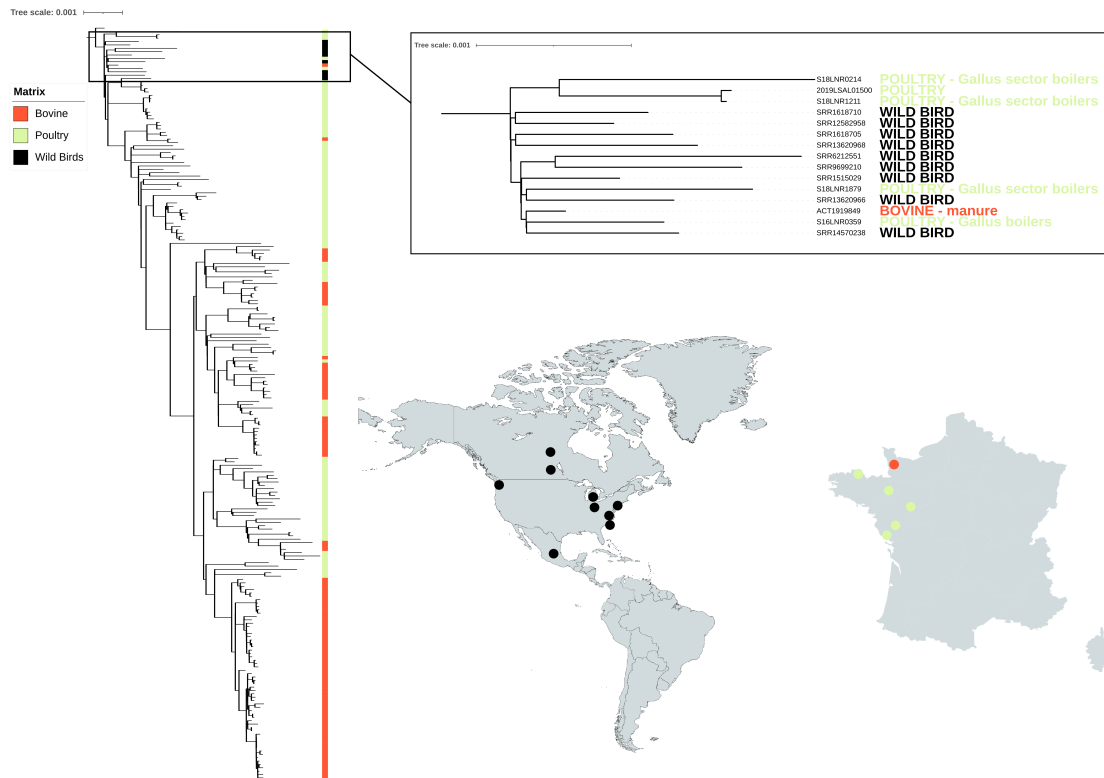 Tree scale: 0.001
Matrix
Bovine
Poultry
Wild Birds
Tree scale: 0.001
S18LNR0214 POULTRY - Gallus sector boilers
2019LSAL01500 POULTRY
S18LNR1211 POULTRY - Gallus sector boilers
SRR1618710 WILD BIRD
SRR12582958 WILD BIRD
SRR1618705 WILD BIRD
SRR13620968 WILD BIRD
SRR6212551 WILD BIRD
SRR9699210 WILD BIRD
SRR1515029 WILD BIRD
S18LNR1879 POULTRY - Gallus sector boilers
SRR13620966 WILD BIRD
ACT1919849 BOVINE - manure
S16LNR0359 POULTRY - Gallus boilers
SRR14570238 WILD BIRD